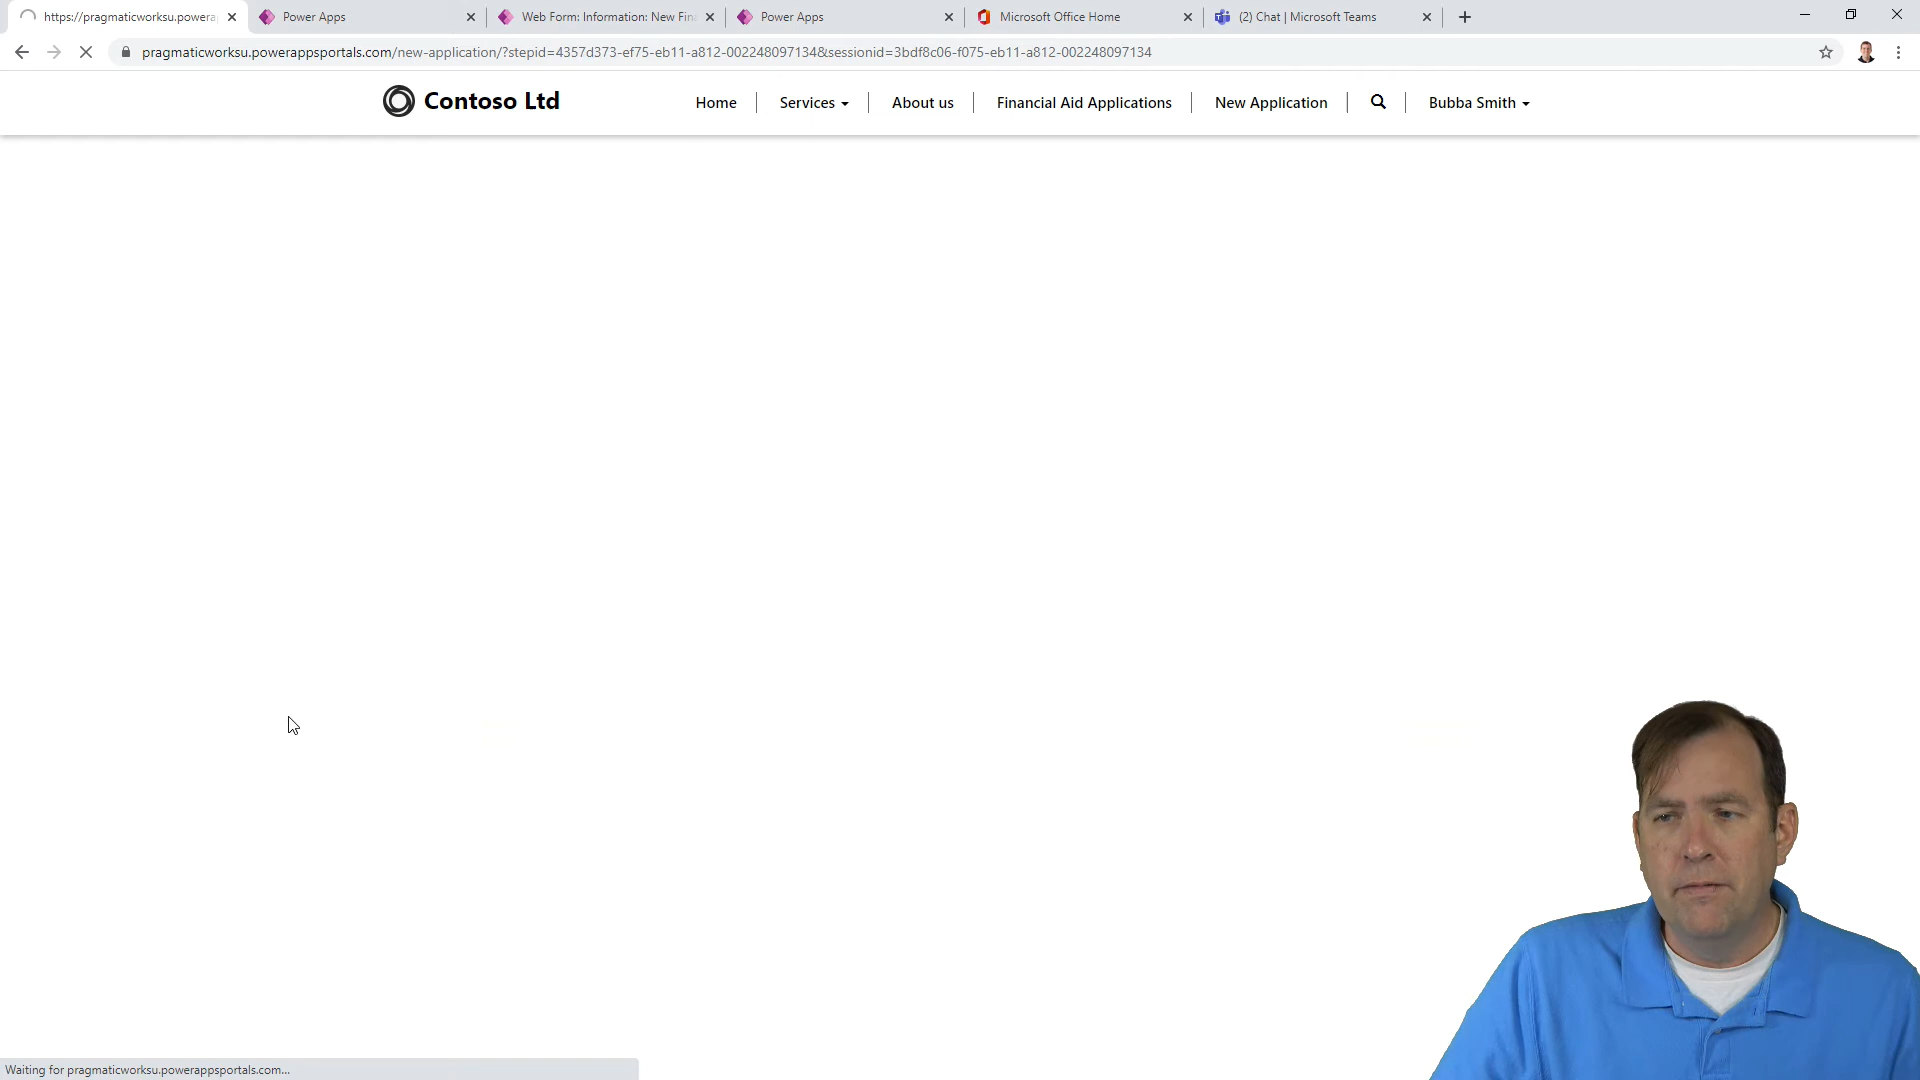 https://pragmaticworksu.powera
Power Apps
Web Form: Information: New Fin
Power Apps
Microsoft Office Home
(2) Chat | Microsoft Teams
pragmaticworksu.powerappsportals.com/new-application/?stepid=4357d373-ef75-eb11-a812-002248097134&sessionid=3bdf8c06-f075-eb11-a812-002248097134
Contoso Ltd
Home
Services
About us
Financial Aid Applications
New Application
Bubba Smith
Waiting for pragmaticworksu.powerappsportals.com...